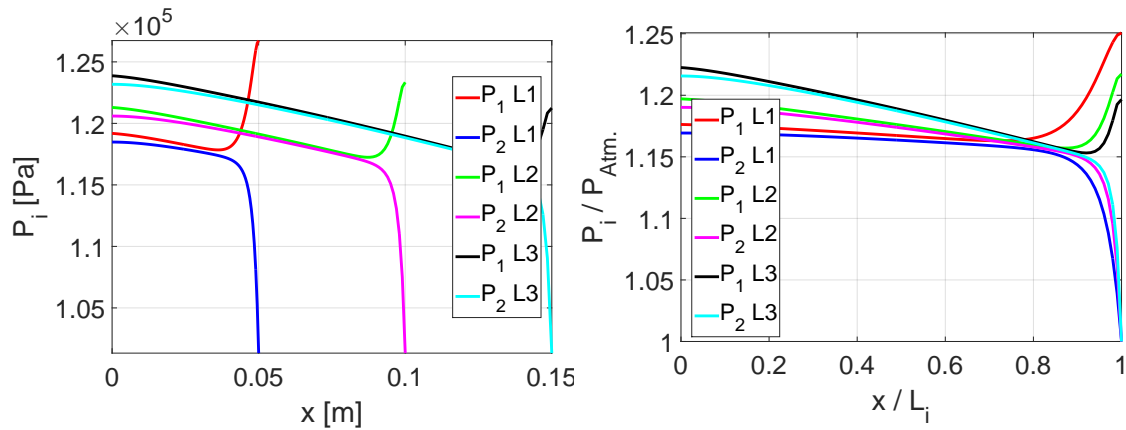 ×10⁵
1.25
1.2
1.15
1.1
1.05
0
0.05
0.1
0.15
x [m]
P_i [Pa]
P_1 L1
P_2 L1
P_1 L2
P_2 L2
P_1 L3
P_2 L3
1.25
1.2
1.15
1.1
1.05
1
0
0.2
0.4
0.6
0.8
1
x / L_i
P_i / P_Atm.
P_1 L1
P_2 L1
P_1 L2
P_2 L2
P_1 L3
P_2 L3